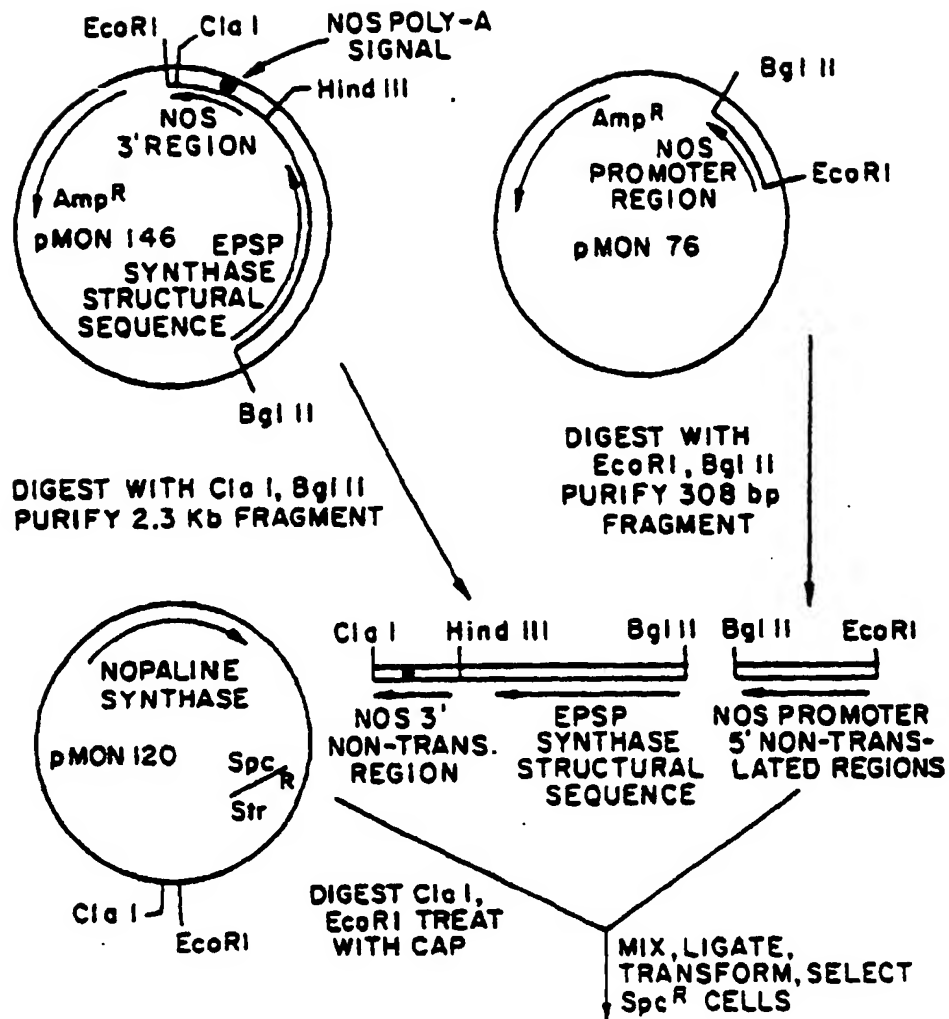 EcoRI
Cla I
NOS POLY-A
SIGNAL
Hind III
NOS
3' REGION
AmpR
pMON 146
EPSP
SYNTHASE
STRUCTURAL
SEQUENCE
Bgl II
Bgl II
AmpR
NOS
PROMOTER
REGION
EcoRI
pMON 76
DIGEST WITH Cla I, Bgl II
PURIFY 2.3 Kb FRAGMENT
DIGEST WITH
EcoRI, Bgl II
PURIFY 308 bp
FRAGMENT
NOPALINE
SYNTHASE
pMON 120
Spc
R
Str
Cla I
EcoRI
Cla I
Hind III
Bgl II
Bgl II
EcoRI
NOS 3'
NON-TRANS.
REGION
EPSP
SYNTHASE
STRUCTURAL
SEQUENCE
NOS PROMOTER
5' NON-TRANS-
LATED REGIONS
DIGEST Cla I,
EcoRI TREAT
WITH CAP
MIX, LIGATE,
TRANSFORM, SELECT
SpcR CELLS